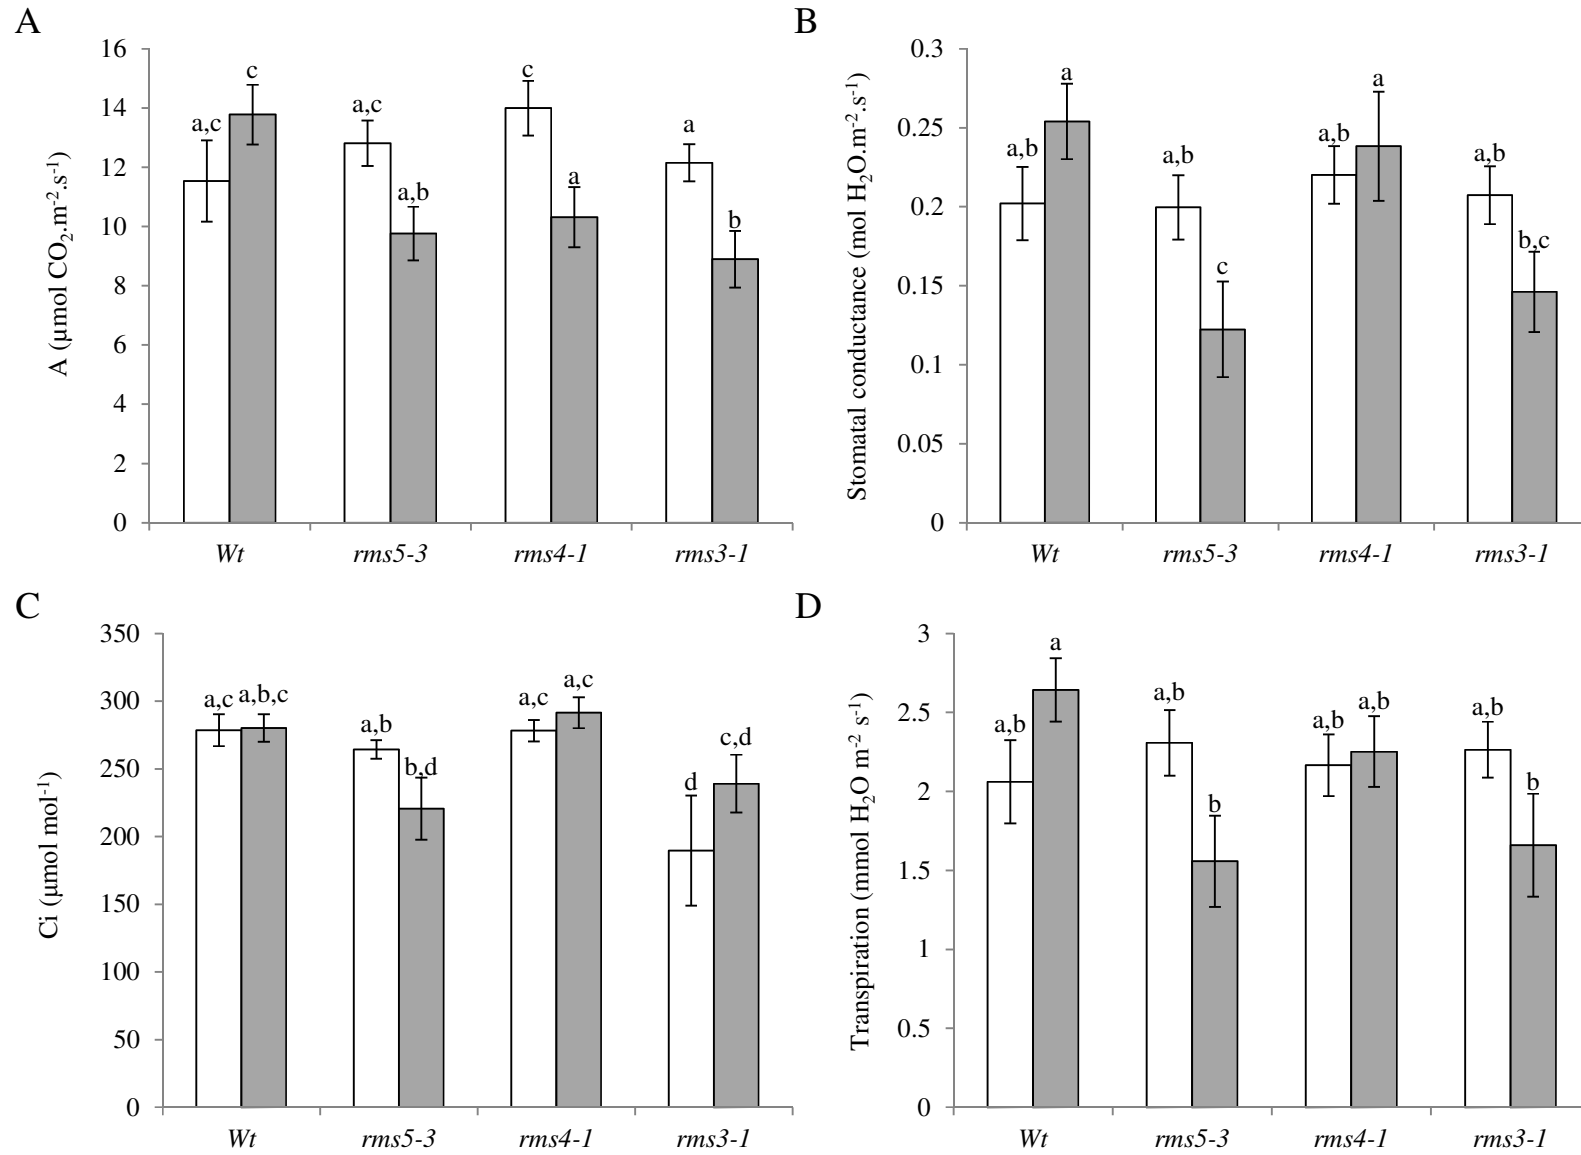 A
B
A (µmol CO2.m-2.s-1)
16
14
12
10
8
6
4
2
0
a,c
c
a,c
a,b
c
a
a
b
Wt
rms5-3
rms4-1
rms3-1
Stomatal conductance (mol H2O.m-2.s-1)
0.3
0.25
0.2
0.15
0.1
0.05
0
a,b
a
a,b
c
a,b
a
a,b
b,c
Wt
rms5-3
rms4-1
rms3-1
C
D
Ci (µmol mol-1)
350
300
250
200
150
100
50
0
a,c
a,b,c
a,b
b,d
a,c
a,c
d
c,d
Wt
rms5-3
rms4-1
rms3-1
Transpiration (mmol H2O m-2 s-1)
3
2.5
2
1.5
1
0.5
0
a,b
a
a,b
b
a,b
a,b
a,b
b
Wt
rms5-3
rms4-1
rms3-1